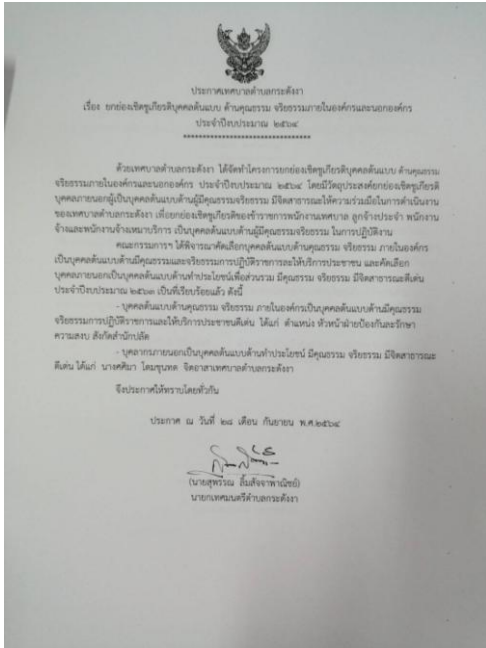 ประกาศเทศบาลตำบลกระดังงา
เรื่อง ยกย่องเชิดชูเกียรติบุคคลต้นแบบ ด้านคุณธรรม จริยธรรมภายในองค์กรและนอกองค์กร
ประจำปีงบประมาณ ๒๕๖๔
********************************
ด้วยเทศบาลตำบลกระดังงา ได้จัดทำโครงการยกย่องเชิดชูเกียรติบุคคลต้นแบบ ด้านคุณธรรม
จริยธรรมภายในองค์กรและนอกองค์กร ประจำปีงบประมาณ ๒๕๖๔ โดยมีวัตถุประสงค์ยกย่องเชิดชูเกียรติ
บุคคลภายนอกผู้เป็นบุคคลต้นแบบด้านผู้มีคุณธรรมจริยธรรม มีจิตสาธารณะให้ความร่วมมือในการดำเนินงาน
ของเทศบาลตำบลกระดังงา เพื่อยกย่องเชิดชูเกียรติของข้าราชการพนักงานเทศบาล ลูกจ้างประจำ พนักงาน
จ้างและพนักงานจ้างเหมาบริการ เป็นบุคคลต้นแบบด้านผู้มีคุณธรรมจริยธรรม ในการปฏิบัติงาน
คณะกรรมการฯ ได้พิจารณาคัดเลือกบุคคลต้นแบบด้านคุณธรรม จริยธรรม ภายในองค์กร
เป็นบุคคลต้นแบบด้านมีคุณธรรมและจริยธรรมการปฏิบัติราชการละให้บริการประชาชน และคัดเลือก
บุคคลภายนอกเป็นบุคคลต้นแบบด้านทำประโยชน์เพื่อส่วนรวม มีคุณธรรม จริยธรรม มีจิตสาธารณะดีเด่น
ประจำปีงบประมาณ ๒๕๖๓ เป็นที่เรียบร้อยแล้ว ดังนี้
- บุคคลต้นแบบด้านคุณธรรม จริยธรรม ภายในองค์กรเป็นบุคคลต้นแบบด้านมีคุณธรรม
จริยธรรมการปฏิบัติราชการและให้บริการประชาชนดีเด่น ได้แก่ ตำแหน่ง หัวหน้าฝ่ายป้องกันละรักษา
ความสงบ สังกัดสำนักปลัด
- บุคลากรภายนอกเป็นบุคคลต้นแบบด้านทำประโยชน์ มีคุณธรรม จริยธรรม มีจิตสาธารณะ
ดีเด่น ได้แก่ นางศศิมา โตมขุนทด จิตอาสาเทศบาลตำบลกระดังงา
จึงประกาศให้ทราบโดยทั่วกัน
ประกาศ ณ วันที่ ๒๘ เดือน กันยายน พ.ศ.๒๕๖๔
(นายสุพรรณ ลิ้มสัจจาพาณิชย์)
นายกเทศมนตรีตำบลกระดังงา